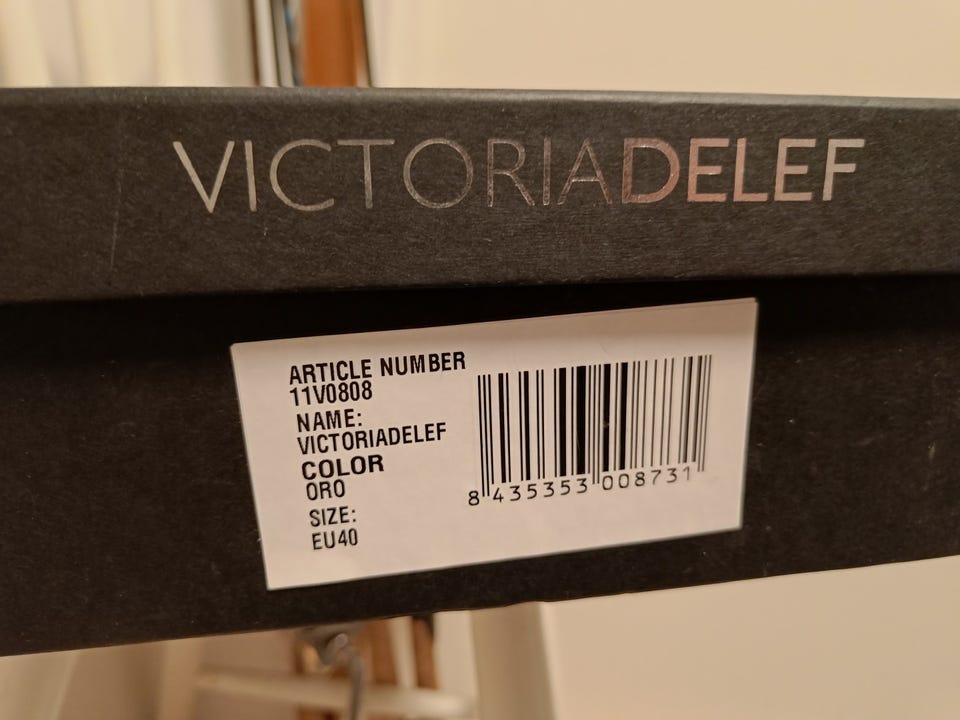 VICTORIADELEF
ARTICLE NUMBER
11V0808
NAME:
VICTORIADELEF
COLOR
ORO
SIZE:
EU40
8 435353 008731